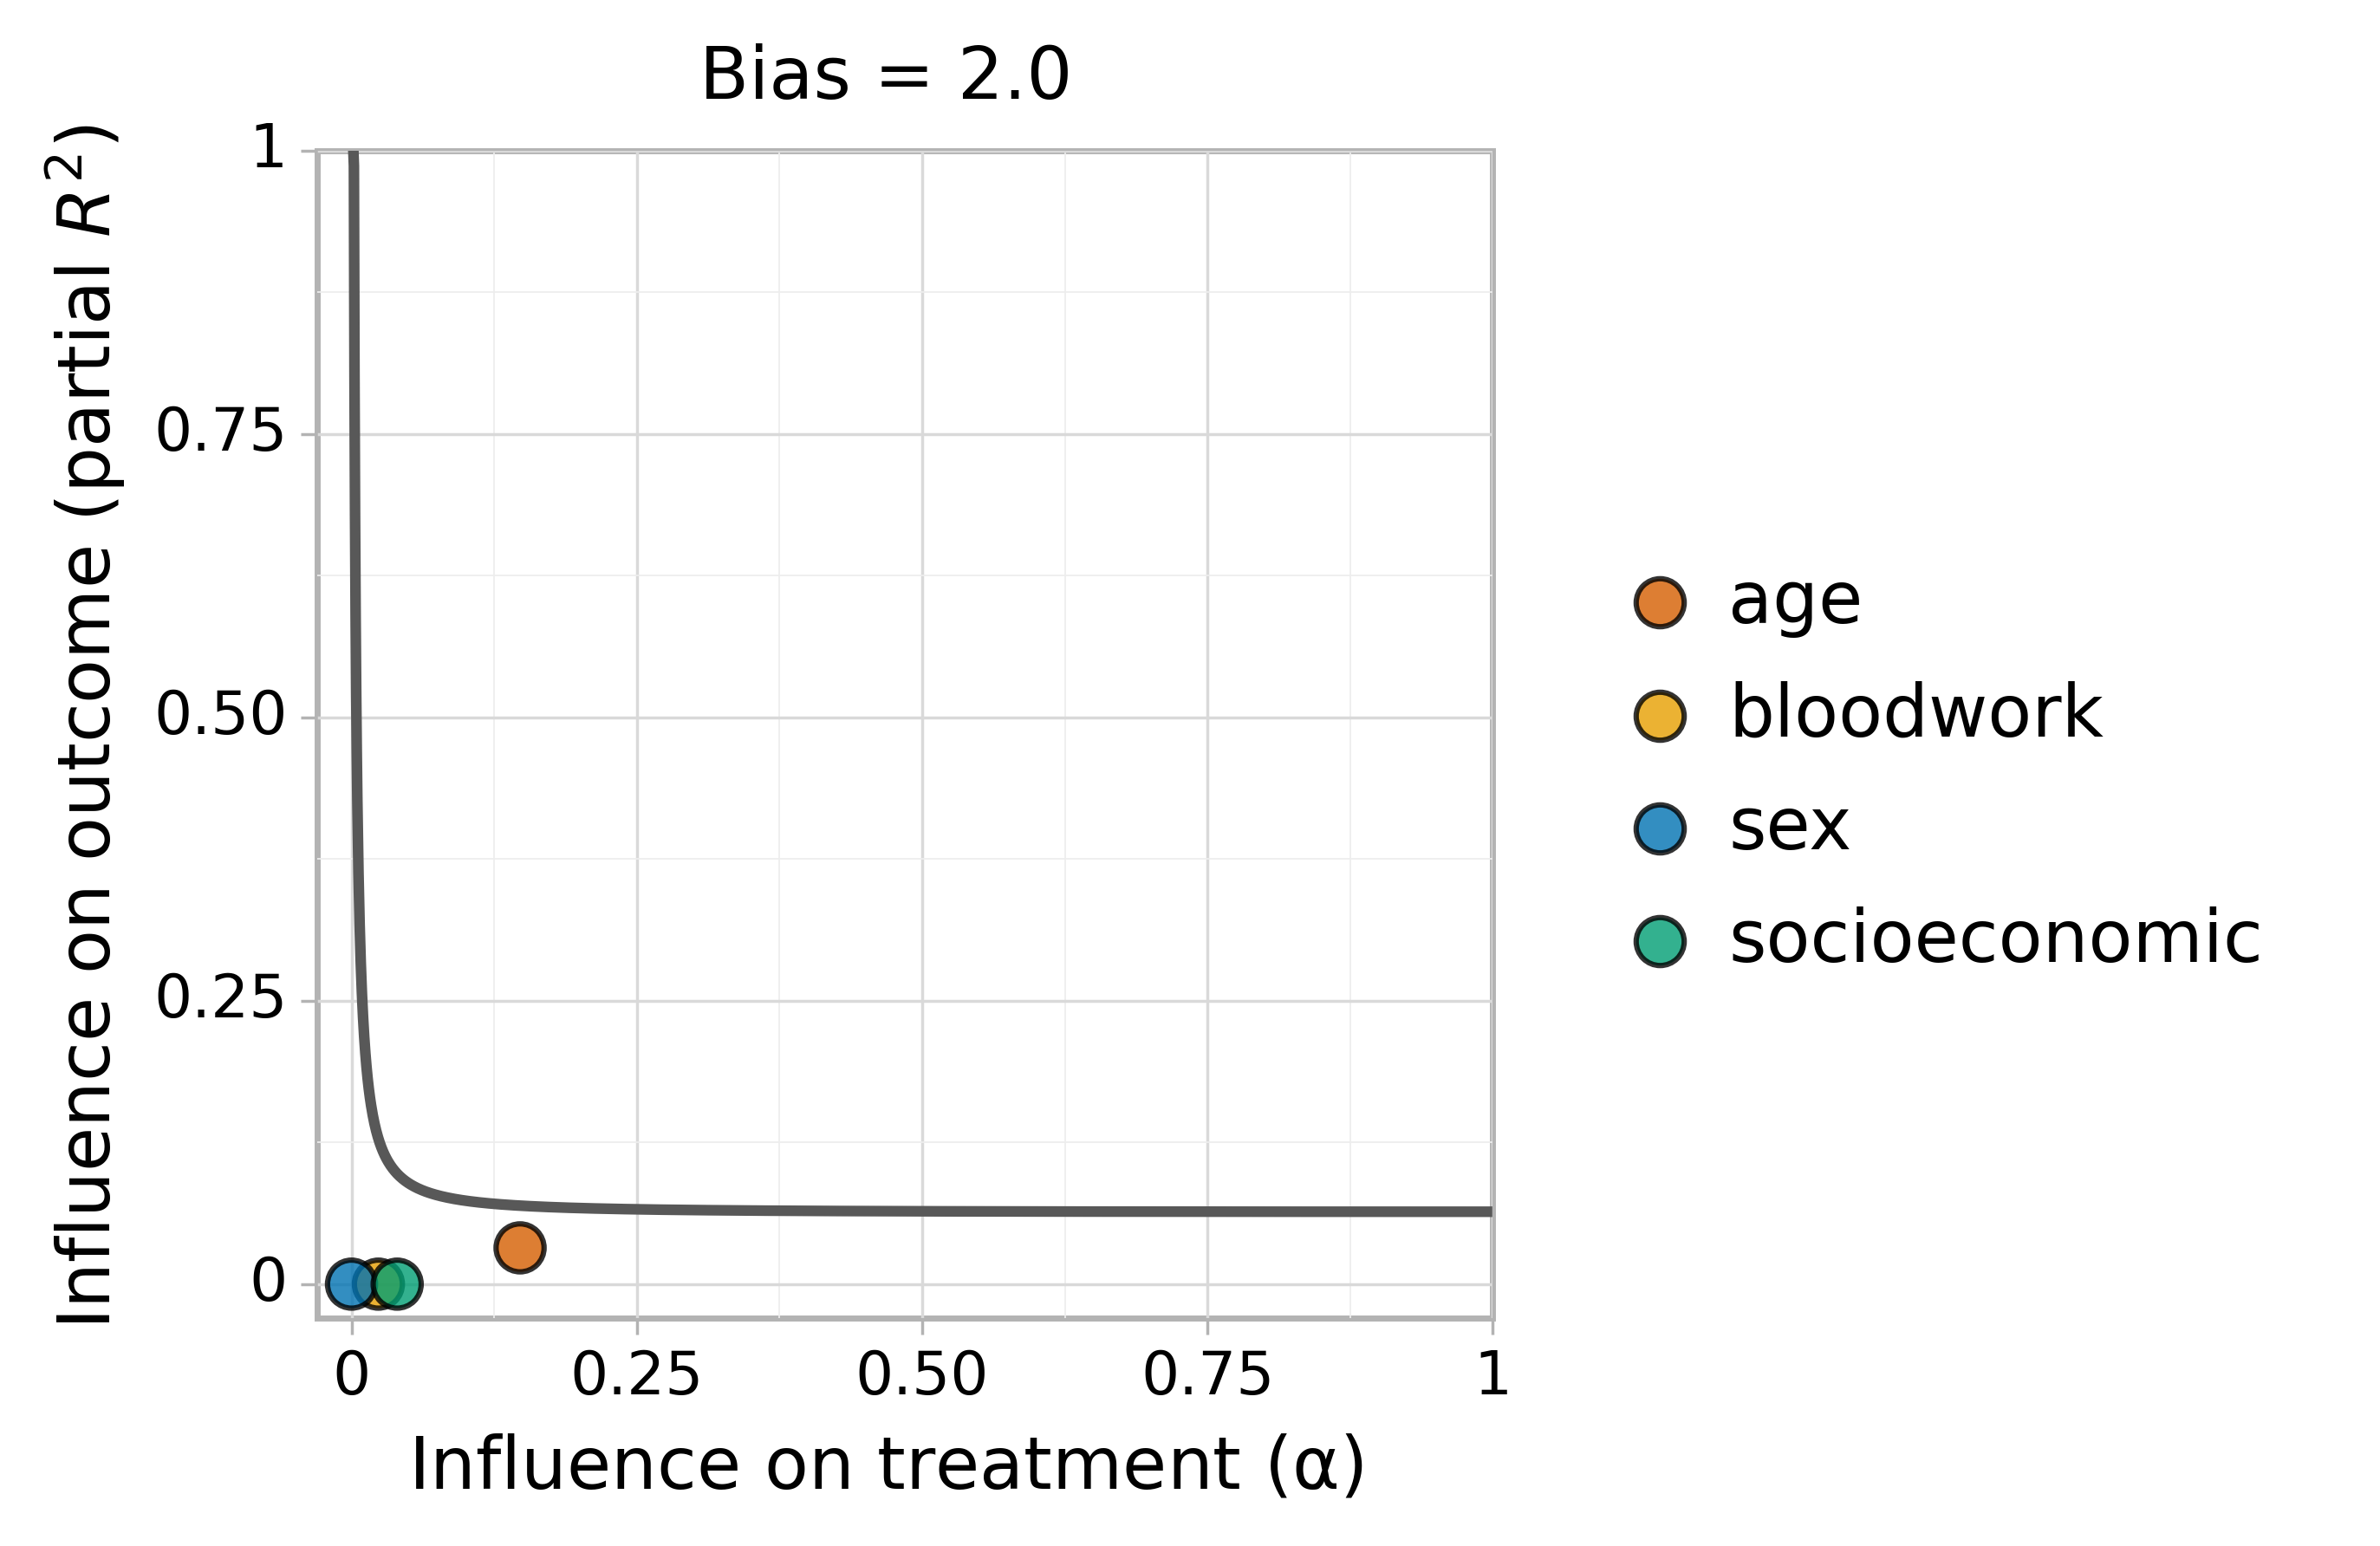 Bias = 2.0
Influence on outcome (partial R²)
1
0.75
0.50
0.25
0
0
0.25
0.50
0.75
1
Influence on treatment (α)
age
bloodwork
sex
socioeconomic